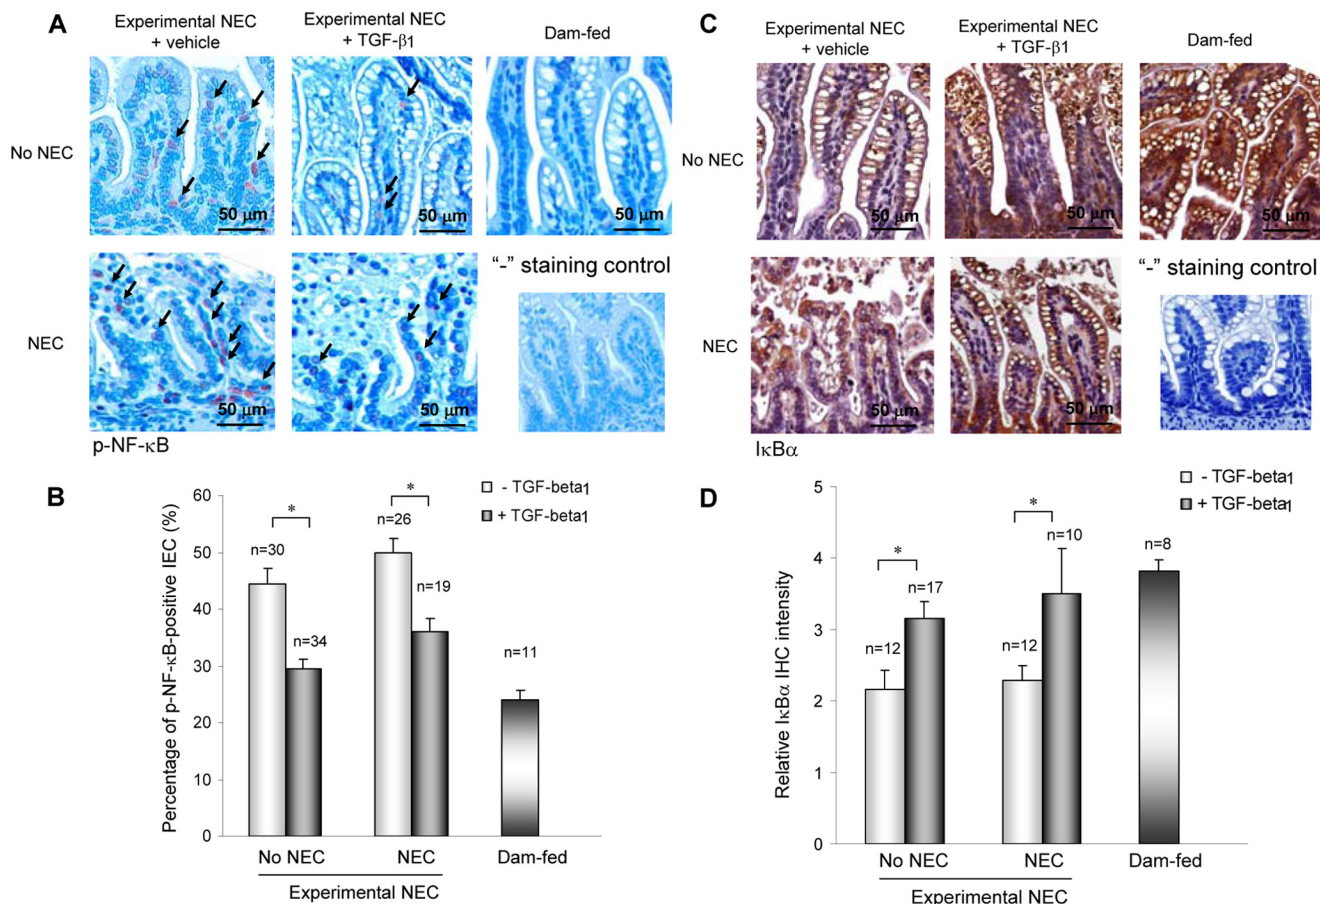 A
Experimental NEC
+ vehicle
Experimental NEC
+ TGF-β1
Dam-fed
No NEC
50 µm
50 µm
50 µm
NEC
50 µm
50 µm
"-" staining control
p-NF-κB
C
Experimental NEC
+ vehicle
Experimental NEC
+ TGF-β1
Dam-fed
No NEC
50 µm
50 µm
50 µm
NEC
50 µm
50 µm
"-" staining control
IκBα
B
Percentage of p-NF-κB-positive IEC (%)
60
50
40
30
20
10
0
- TGF-beta1
+ TGF-beta1
*
*
n=30
n=34
n=26
n=19
n=11
No NEC
NEC
Dam-fed
Experimental NEC
D
Relative IκBα IHC intensity
5
4
3
2
1
0
- TGF-beta1
+ TGF-beta1
*
*
n=12
n=17
n=12
n=10
n=8
No NEC
NEC
Dam-fed
Experimental NEC